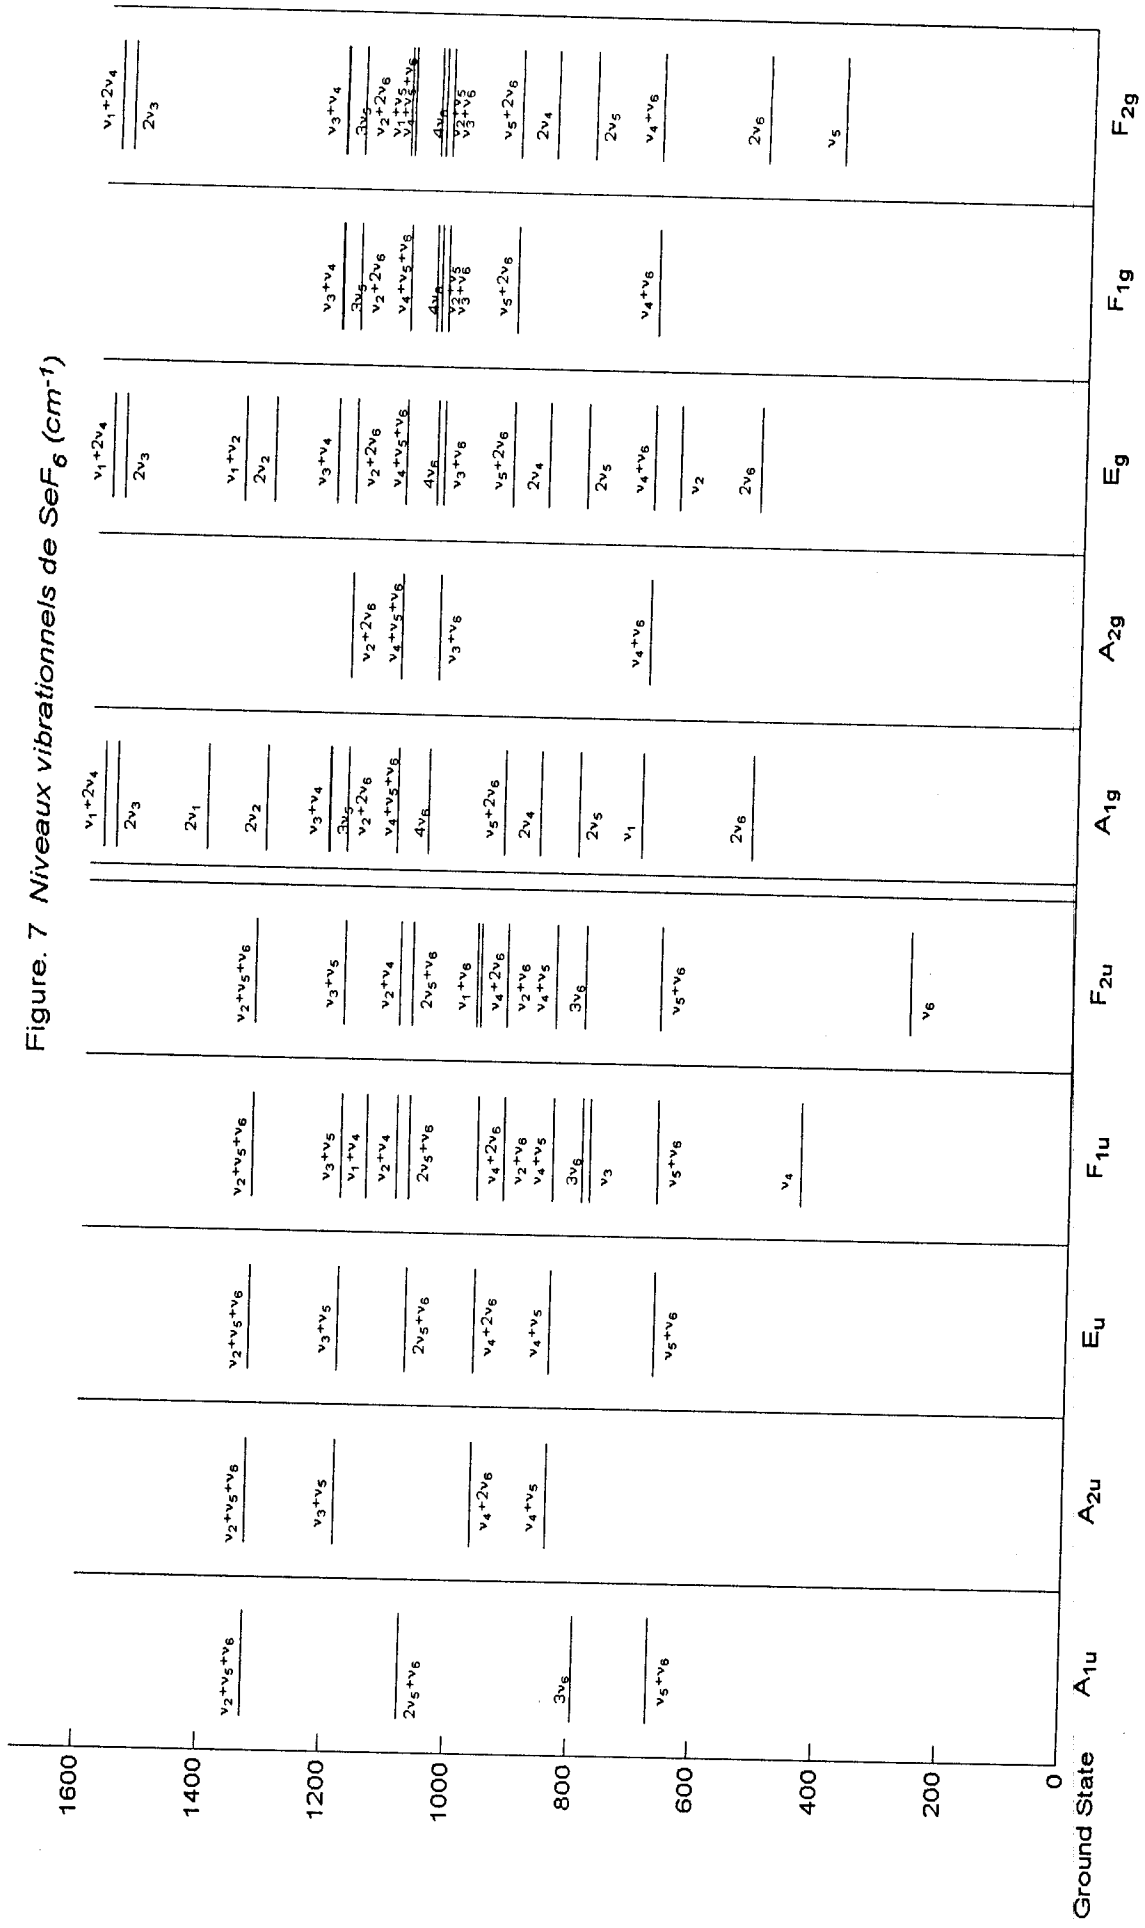 Figure. 7 Niveaux vibrationnels de SeF6 (cm-1)
1600
1400
1200
1000
800
600
400
200
0
Ground State
ν2+ν5+ν6
2ν5+ν6
3ν6
ν5+ν6
A1u
ν2+ν5+ν6
ν3+ν5
ν4+2ν6
ν4+ν5
A2u
ν2+ν5+ν6
ν3+ν5
2ν5+ν6
ν4+2ν6
ν4+ν5
ν5+ν6
Eu
ν2+ν5+ν6
ν3+ν5
ν1+ν4
ν2+ν4
2ν5+ν6
ν4+2ν6
ν2+ν6
ν4+ν5
3ν6
ν3
ν5+ν6
ν4
F1u
ν2+ν5+ν6
ν3+ν5
ν2+ν4
2ν5+ν6
ν1+ν6
ν4+2ν6
ν2+ν6
ν4+ν5
3ν6
ν5+ν6
ν6
F2u
ν1+2ν4
2ν3
2ν1
2ν2
ν3+ν4
3ν5
ν2+2ν6
ν4+ν5+ν6
4ν6
ν5+2ν6
2ν4
2ν5
ν1
2ν6
A1g
ν2+2ν6
ν4+ν5+ν6
ν3+ν6
ν4+ν6
A2g
ν1+2ν4
2ν3
ν1+ν2
2ν2
ν3+ν4
ν2+2ν6
ν4+ν5+ν6
4ν6
ν3+ν6
ν5+2ν6
2ν4
2ν5
ν4+ν6
ν2
2ν6
Eg
ν3+ν4
3ν5
ν2+2ν6
ν4+ν5+ν6
4ν6
ν2+ν5
ν3+ν6
ν5+2ν6
ν4+ν6
F1g
ν1+2ν4
2ν3
ν3+ν4
3ν5
ν2+2ν6
ν1+ν5
ν4+ν5+ν6
4ν6
ν2+ν5
ν3+ν6
ν5+2ν6
2ν4
2ν5
ν4+ν6
2ν6
ν5
F2g